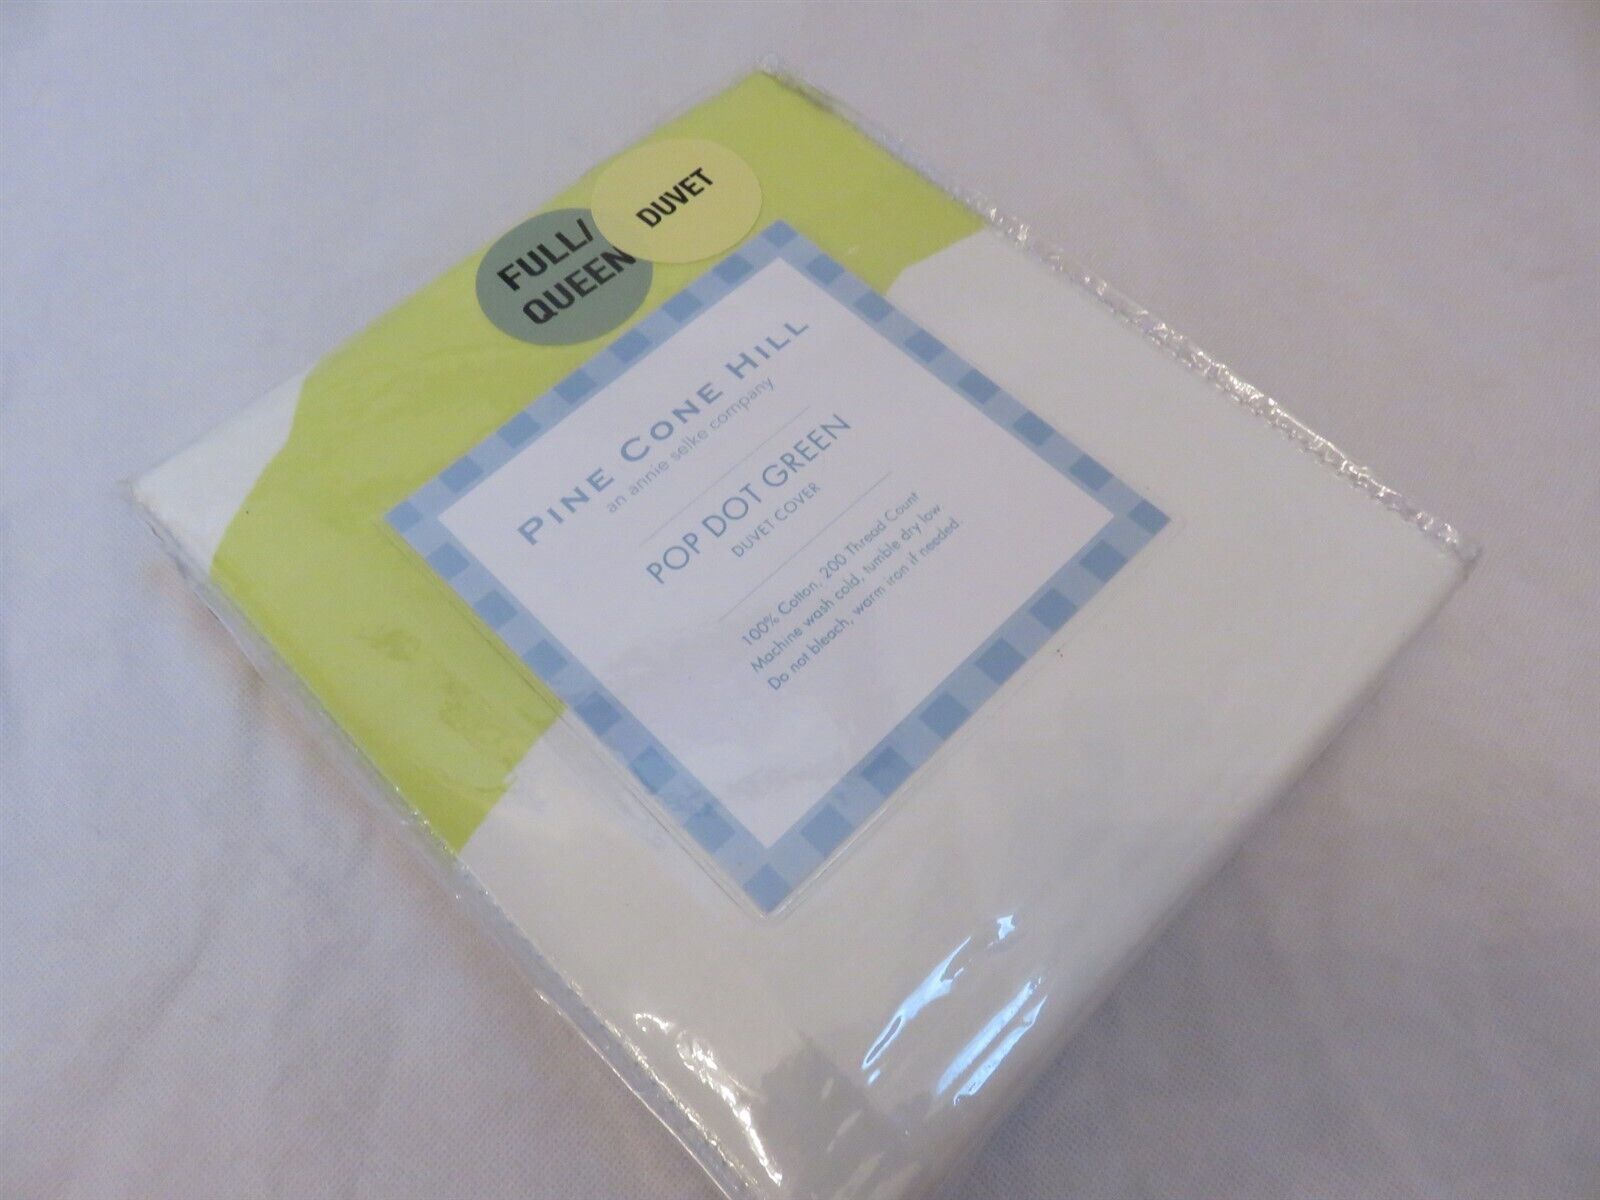 DUVET
FULL/
QUEEN
PINE CONE HILL
an annie selke company
POP DOT GREEN
DUVET COVER
100% Cotton, 200 Thread Count
Machine wash cold, tumble dry low.
Do not bleach, warm iron if needed.